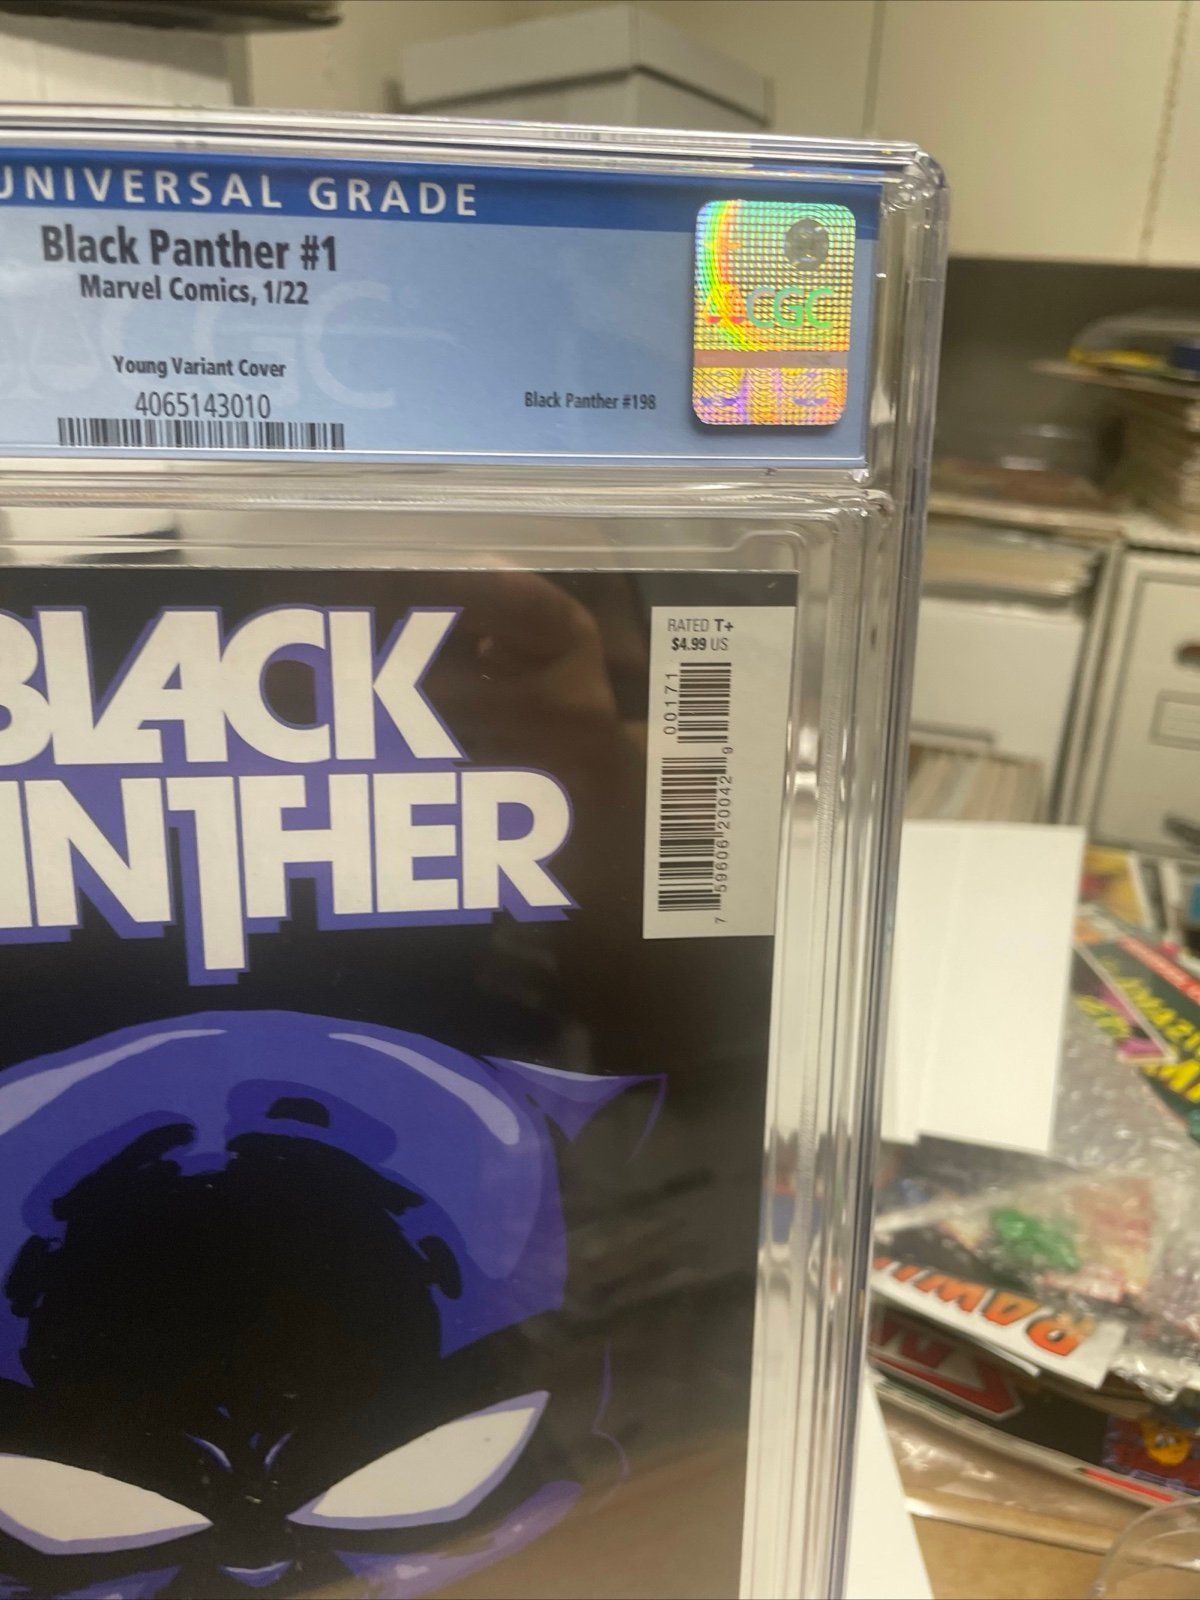 UNIVERSAL GRADE
Black Panther #1
Marvel Comics, 1/22
Young Variant Cover
4065143010
Black Panther #198
CGC
RATED T+
$4.99 US
00171
7 59606 20042 9
BLACK
PANTHER